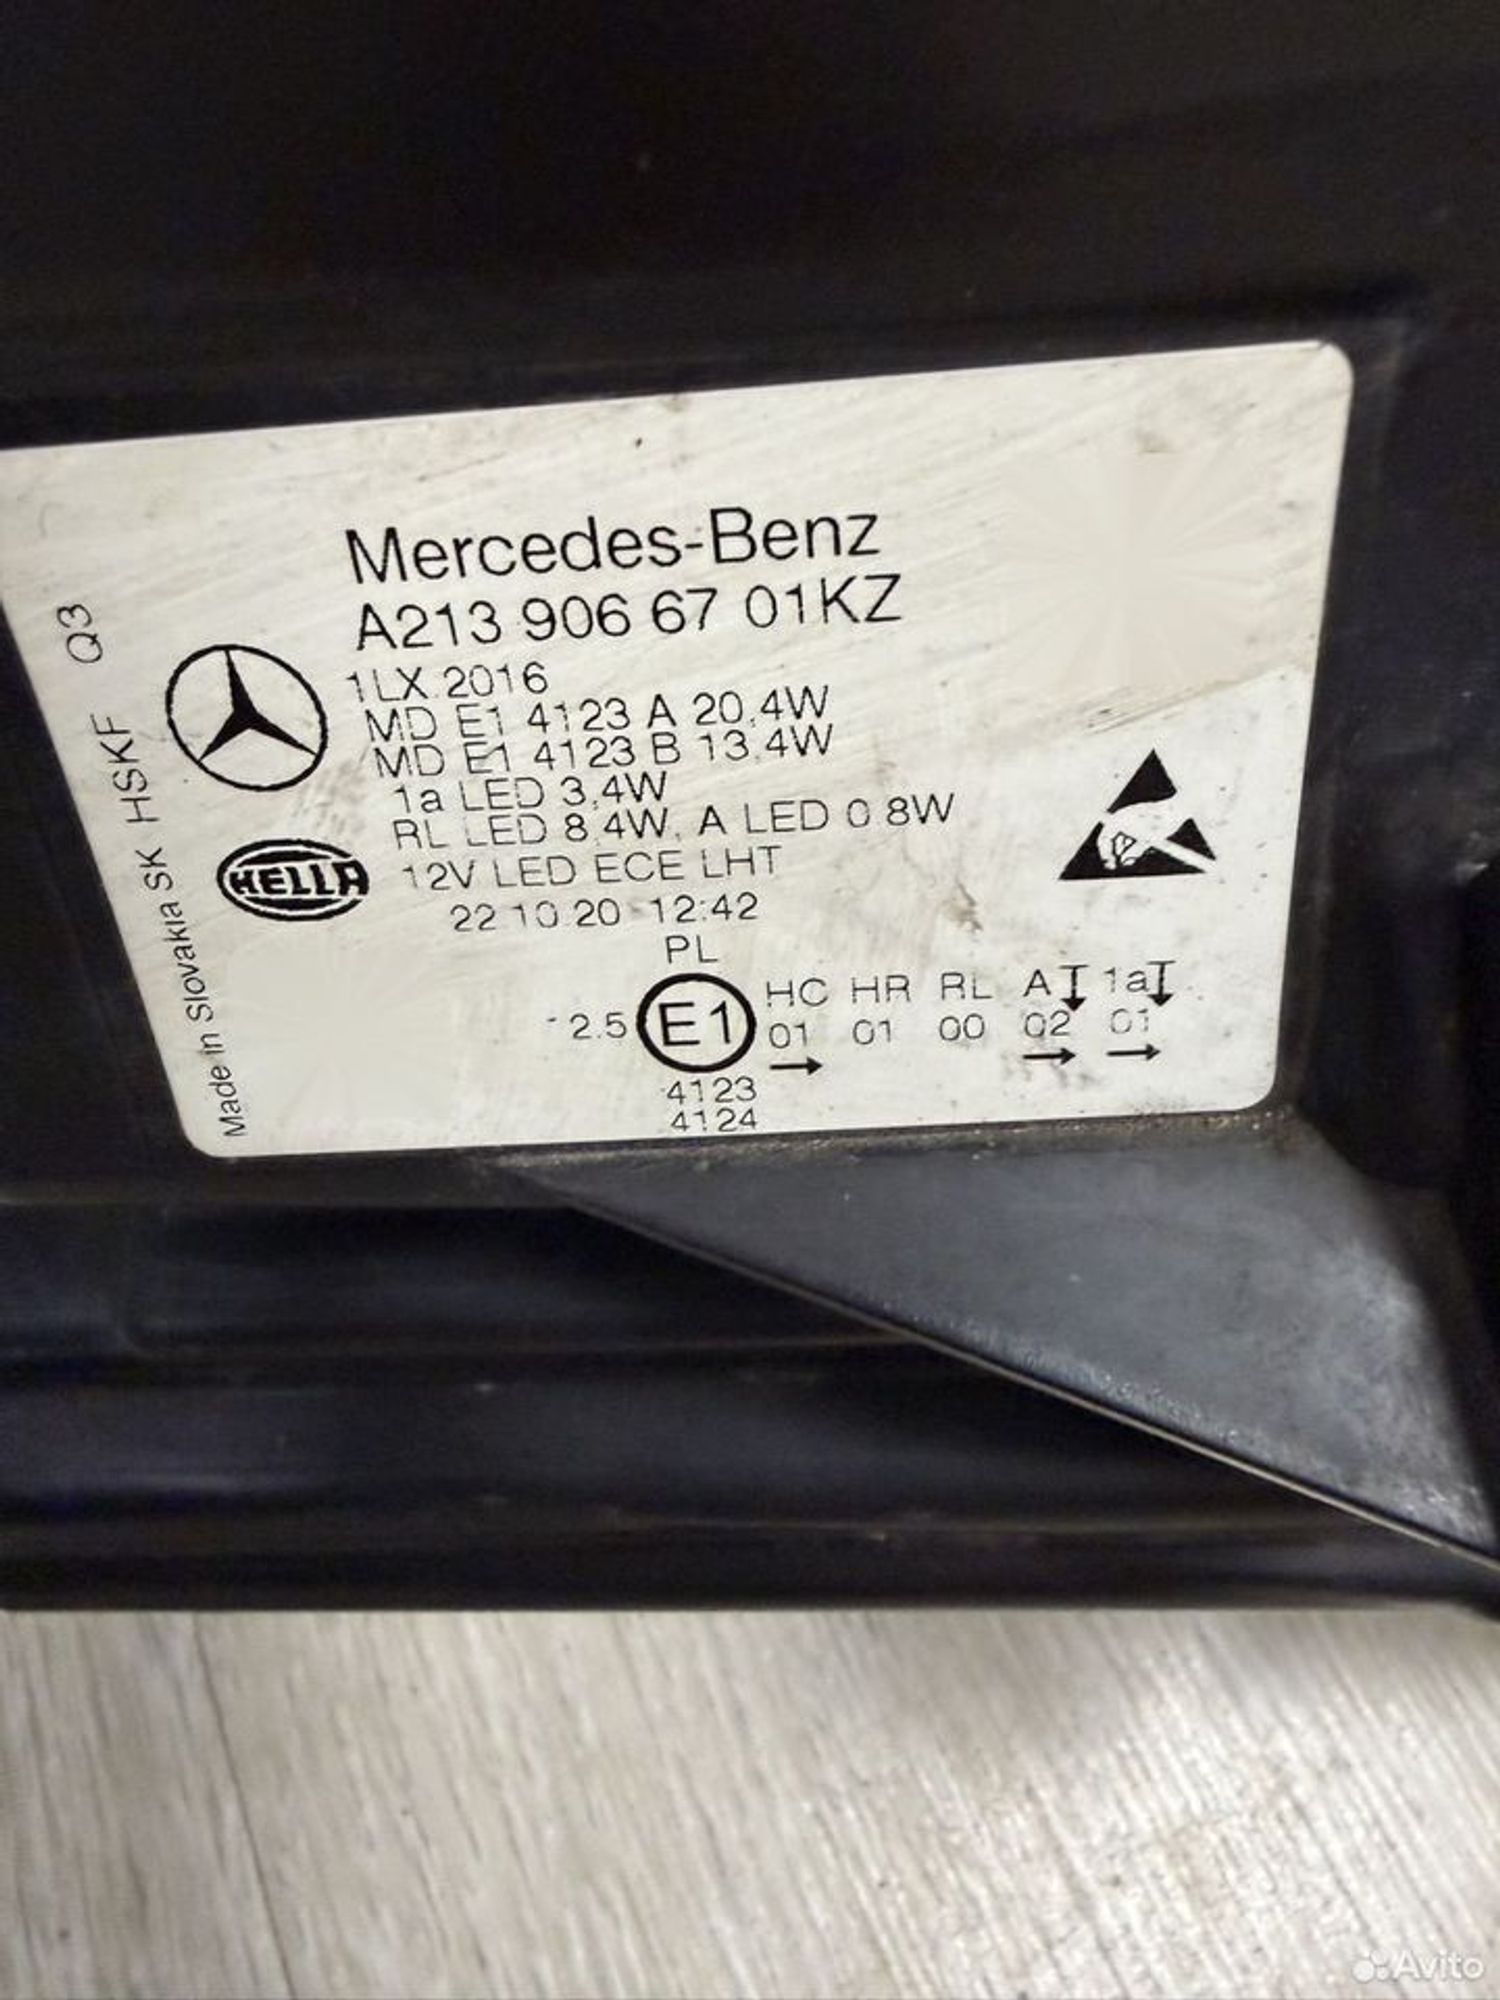 Mercedes-Benz
A213 906 67 01KZ
1LX.2016
MD E1 4123 A 20,4W
MD E1 4123 B 13,4W
1a LED 3,4W
RL LED 8,4W, A LED 0,8W
HELLA
12V LED ECE LHT
22.10.20 12:42
PL
HC HR RL A 1a
-2.5 E1 01 01 00 02 01
4123
4124
Made in Slovakia SK HSKF Q3
Avito